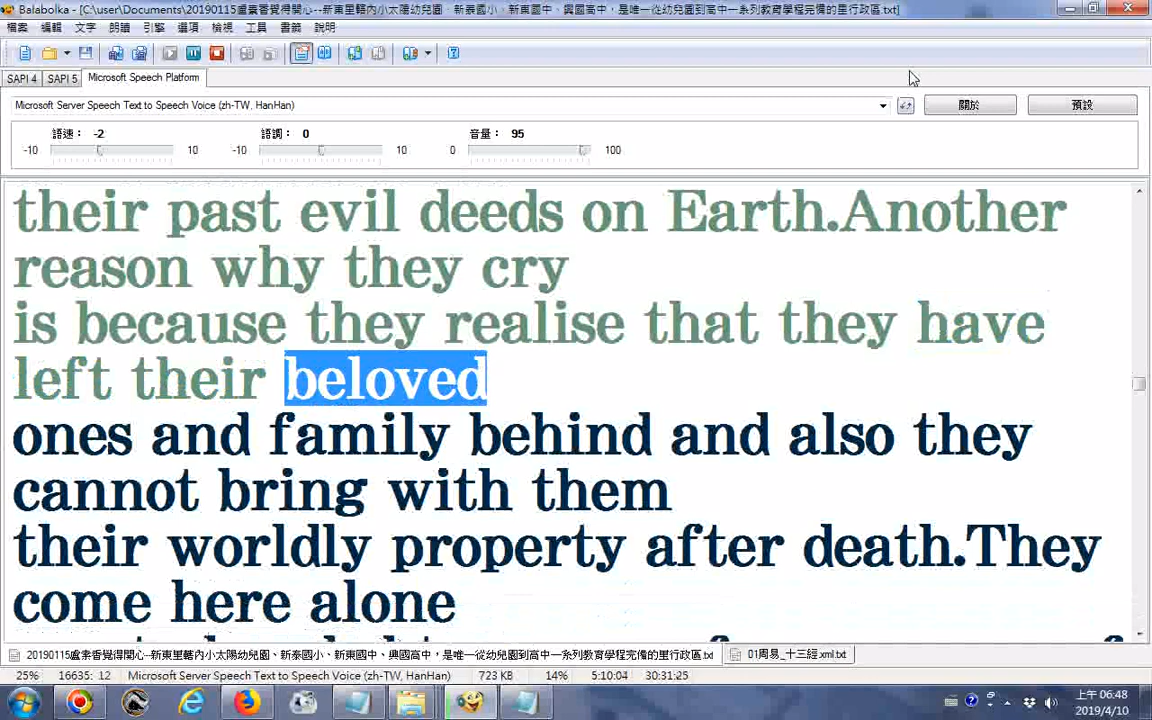 Balabolka - [C:\user\Documents\20190115盧素香覺得開心--新東里轄內小太陽幼兒園、新泰國小、新東國中、興國高中，是唯一從幼兒園到高中一系列教育學程完備的里行政區.txt]
檔案 編輯 文字 朗讀 引擎 選項 檢視 工具 書籤 說明
SAPI 4 SAPI 5 Microsoft Speech Platform
Microsoft Server Speech Text to Speech Voice (zh-TW, HanHan) 關於 預設
語速： -2 語調： 0 音量： 95
-10 10 -10 10 0 100
their past evil deeds on Earth.Another
reason why they cry
is because they realise that they have
left their beloved
ones and family behind and also they
cannot bring with them
their worldly property after death.They
come here alone
20190115盧素香覺得開心--新東里轄內小太陽幼兒園、新泰國小、新東國中、興國高中，是唯一從幼兒園到高中一系列教育學程完備的里行政區.txt 01周易_十三經.xml.txt
25% 16635: 12 Microsoft Server Speech Text to Speech Voice (zh-TW, HanHan) 723 KB 14% 5:10:04 30:31:25
上午 06:48
2019/4/10